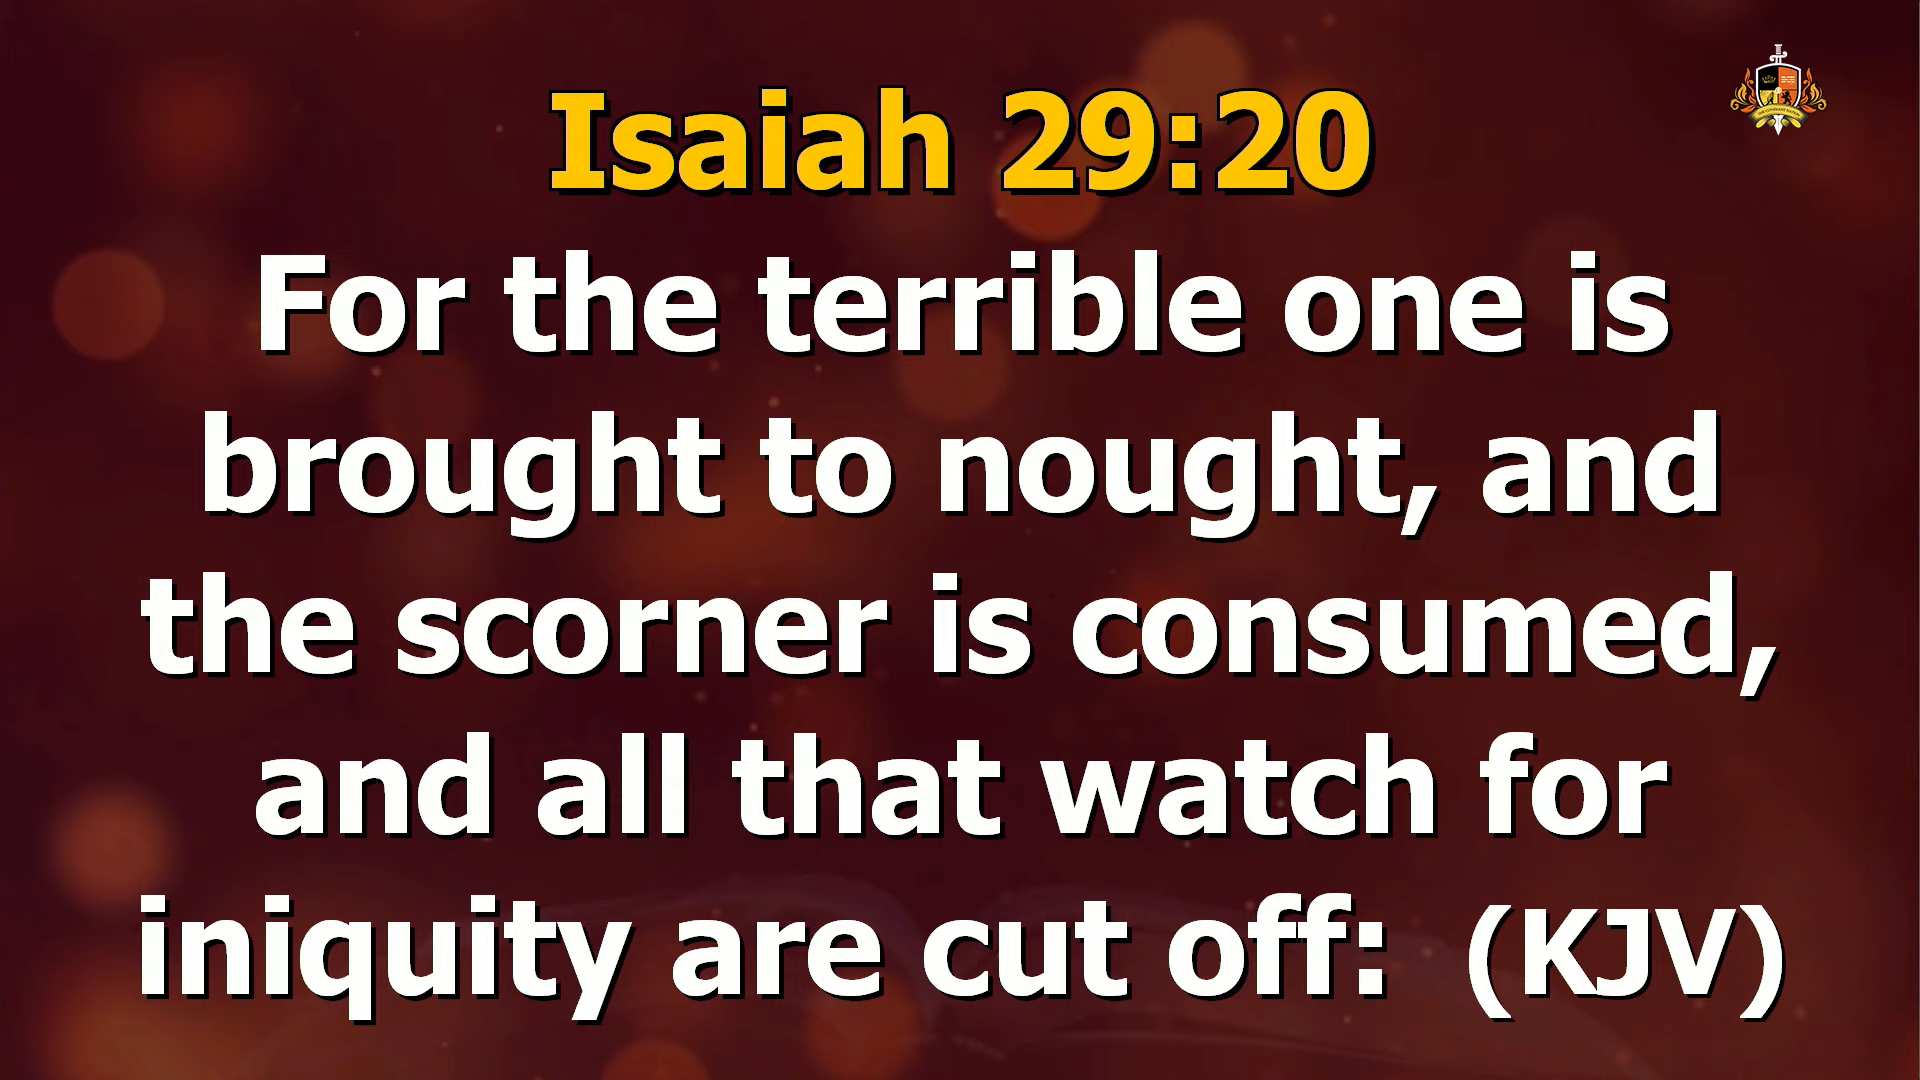 Isaiah 29:20
For the terrible one is
brought to nought, and
the scorner is consumed,
and all that watch for
iniquity are cut off:  (KJV)